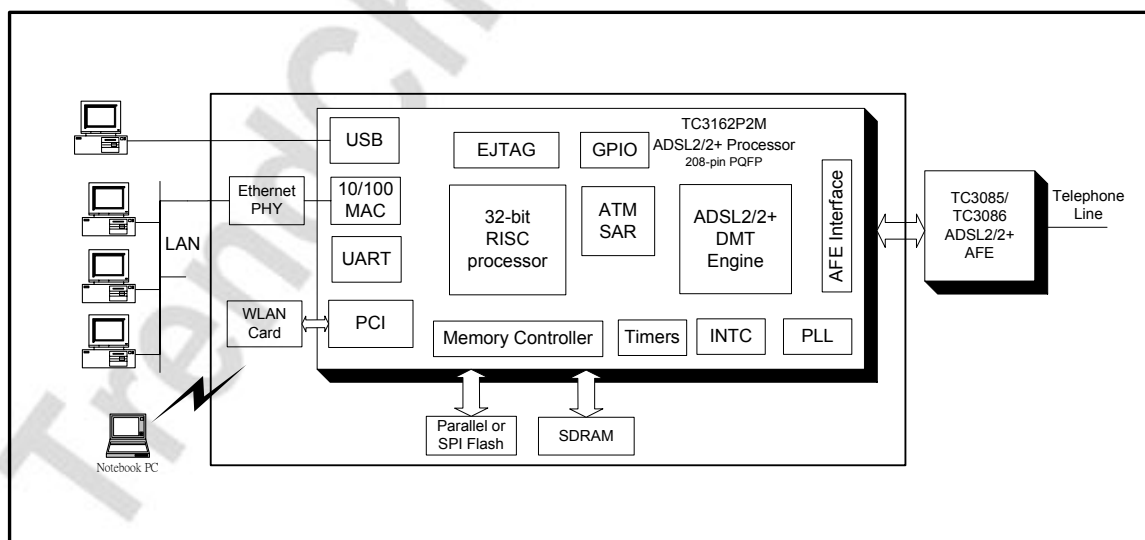 TC3162P2M
ADSL2/2+ Processor
208-pin PQFP
USB
EJTAG
GPIO
Ethernet
PHY
10/100
MAC
32-bit
RISC
processor
ATM
SAR
ADSL2/2+
DMT
Engine
AFE Interface
TC3085/
TC3086
ADSL2/2+
AFE
Telephone
Line
LAN
UART
WLAN
Card
PCI
Memory Controller
Timers
INTC
PLL
Parallel or
SPI Flash
SDRAM
Notebook PC